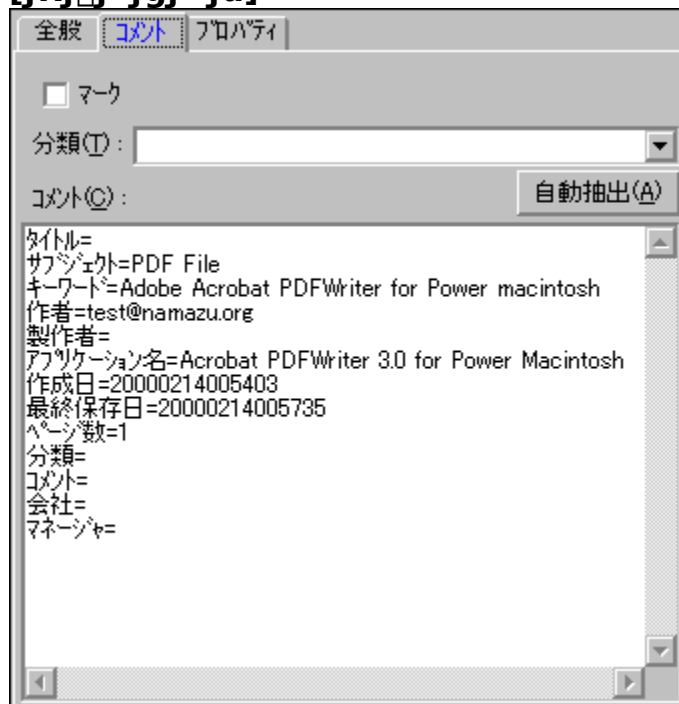 全般 コメント プロパティ
マーク
分類(T):
コメント(C): 自動抽出(A)
タイトル=
サブジェクト=PDF File
キーワード=Adobe Acrobat PDFWriter for Power macintosh
作者=test@namazu.org
製作者=
アプリケーション名=Acrobat PDFWriter 3.0 for Power Macintosh
作成日=20000214005403
最終保存日=20000214005735
ページ数=1
分類=
コメント=
会社=
マネージャ=